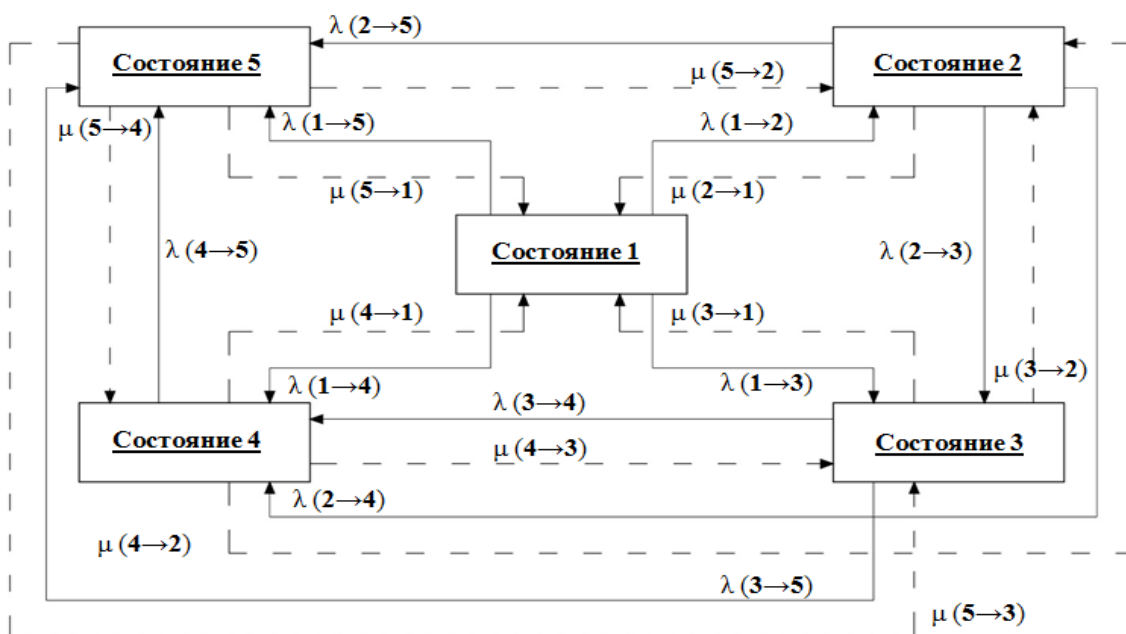 λ (2→5)
Состояние 5
Состояние 2
μ (5→2)
μ (5→4)
λ (1→5)
λ (1→2)
μ (5→1)
μ (2→1)
λ (4→5)
Состояние 1
λ (2→3)
μ (4→1)
μ (3→1)
λ (1→4)
λ (1→3)
μ (3→2)
λ (3→4)
Состояние 4
μ (4→3)
Состояние 3
λ (2→4)
μ (4→2)
λ (3→5)
μ (5→3)